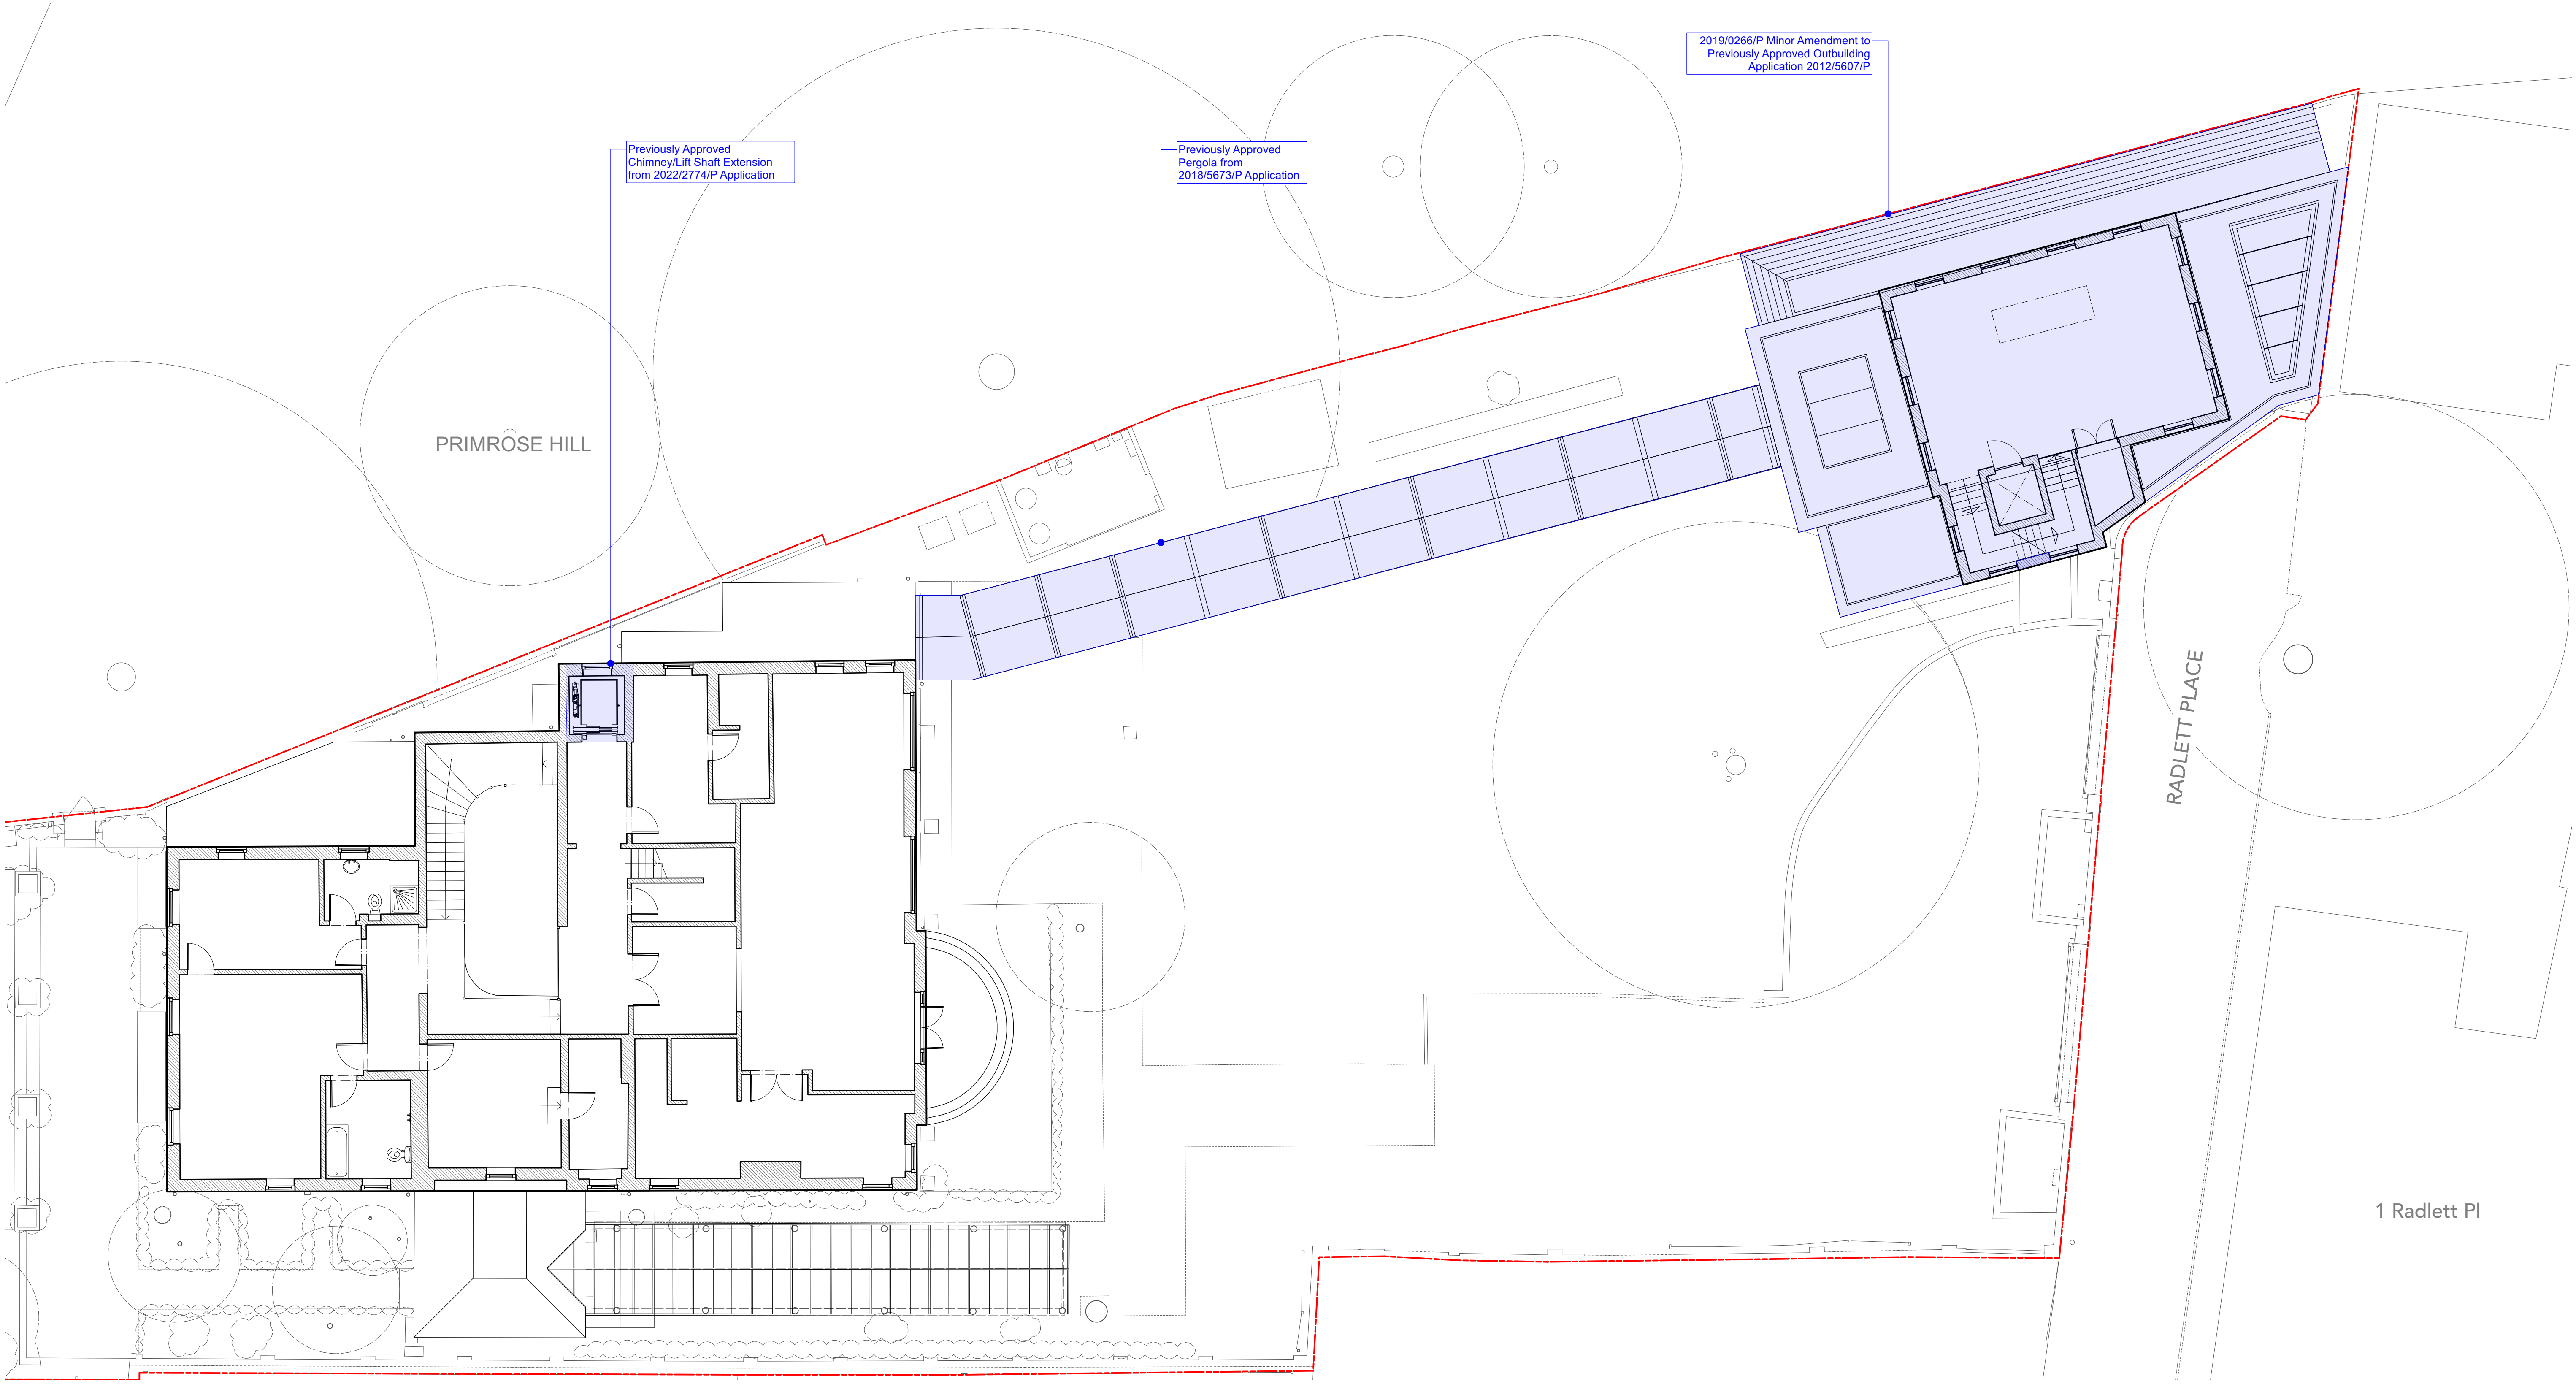 2019/0266/P Minor Amendment to
Previously Approved Outbuilding
Application 2012/5607/P
Previously Approved
Chimney/Lift Shaft Extension
from 2022/2774/P Application
Previously Approved
Pergola from
2018/5673/P Application
PRIMROSE HILL
RADLETT PLACE
1 Radlett Pl